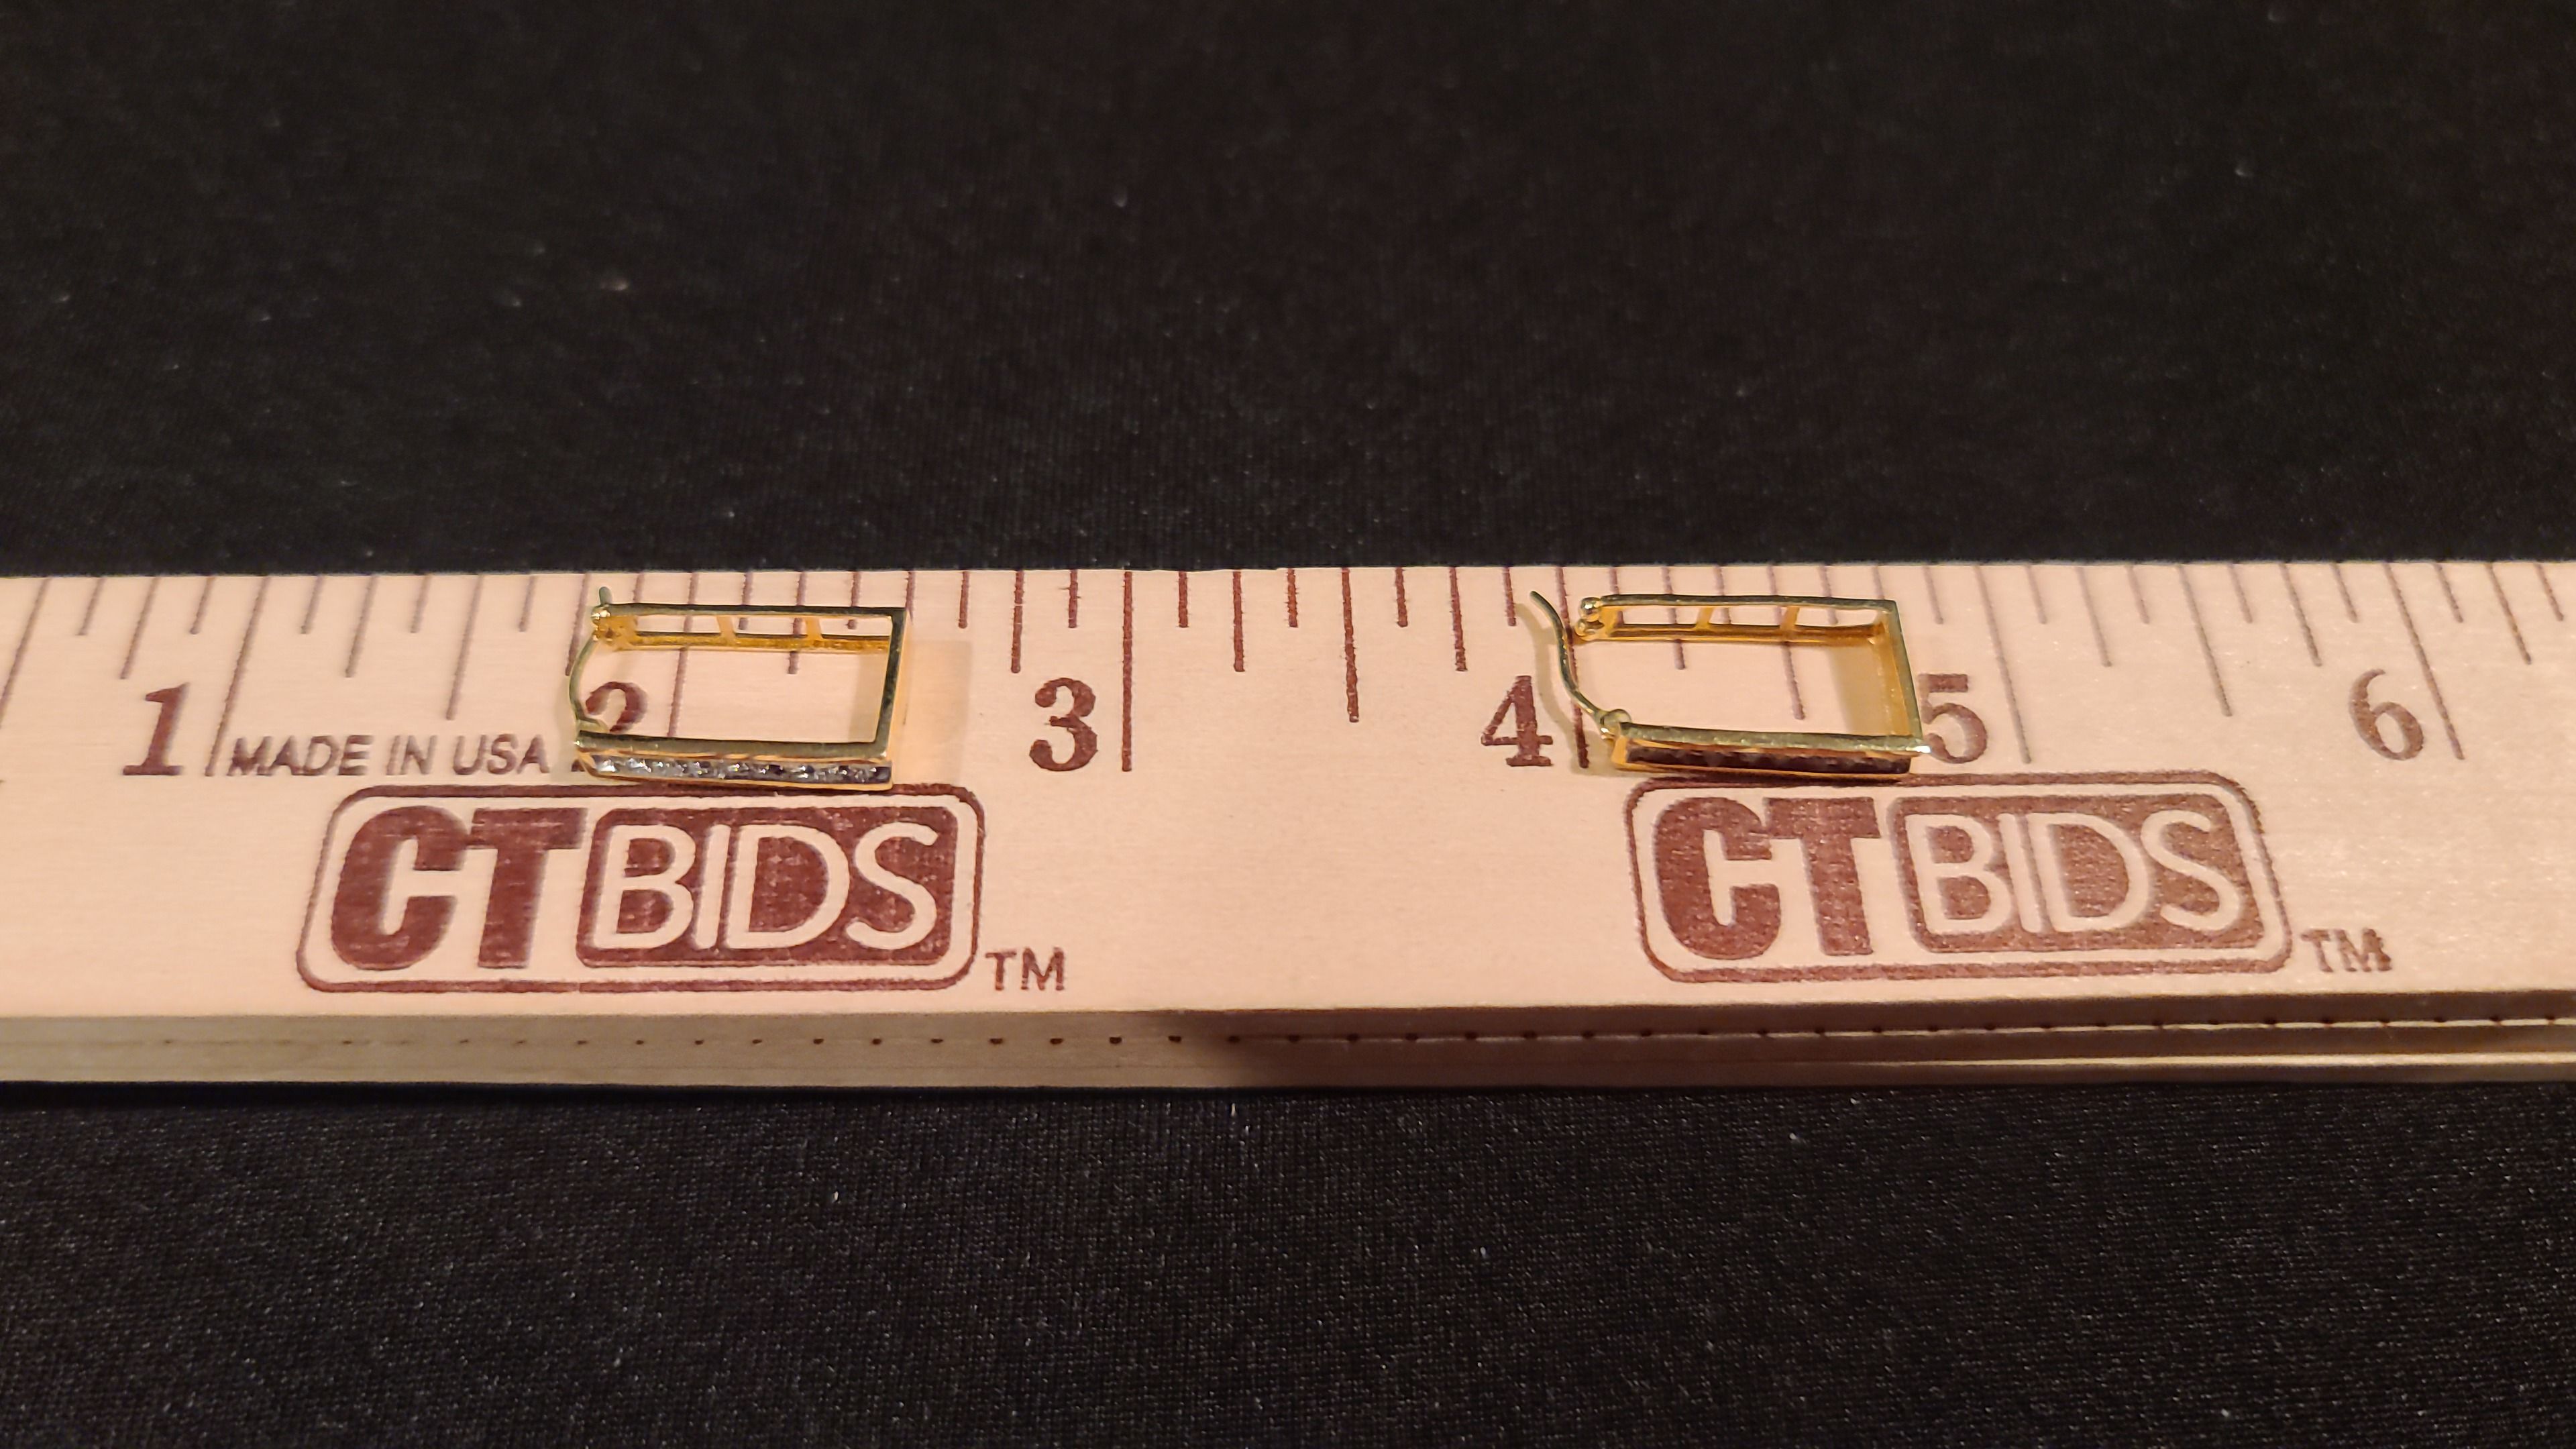 1 2 3 4 5 6
MADE IN USA
CTBIDS TM CTBIDS TM